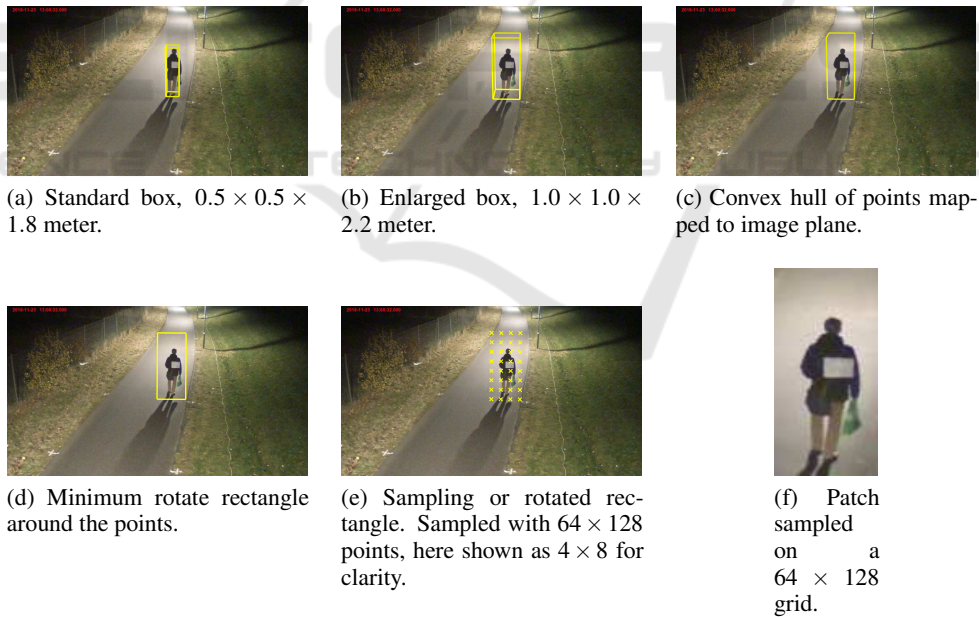 (a) Standard box, 0.5 × 0.5 ×
1.8 meter.
(b) Enlarged box, 1.0 × 1.0 ×
2.2 meter.
(c) Convex hull of points map-
ped to image plane.
(d) Minimum rotate rectangle
around the points.
(e) Sampling or rotated rec-
tangle. Sampled with 64 × 128
points, here shown as 4 × 8 for
clarity.
(f) Patch
sampled
on a
64 × 128
grid.